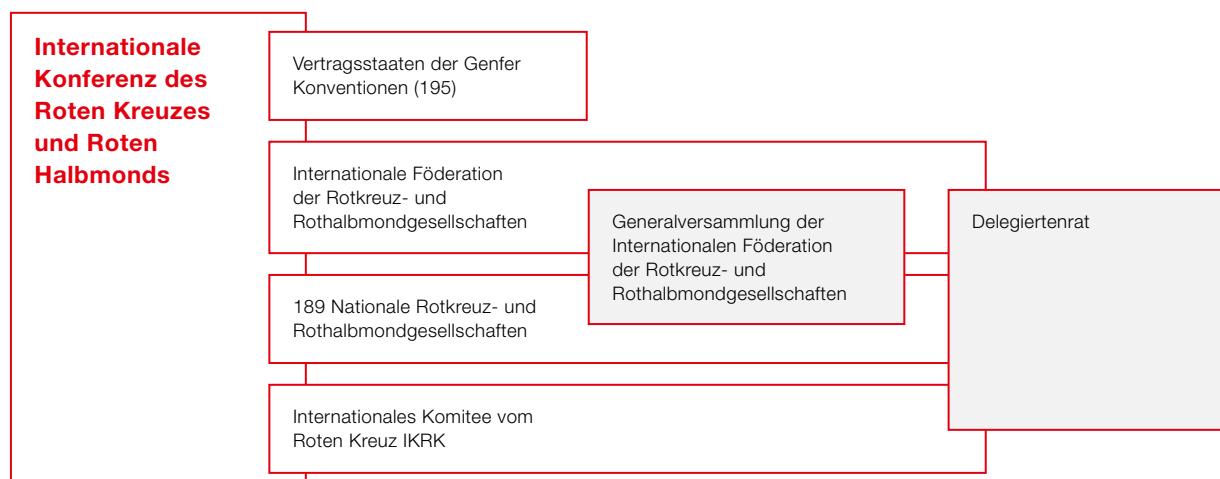 Internationale
Konferenz des
Roten Kreuzes
und Roten
Halbmonds
Vertragsstaaten der Genfer
Konventionen (195)
Internationale Föderation
der Rotkreuz- und
Rothalbmondgesellschaften
Generalversammlung der
Internationalen Föderation
der Rotkreuz- und
Rothalbmondgesellschaften
Delegiertenrat
189 Nationale Rotkreuz- und
Rothalbmondgesellschaften
Internationales Komitee vom
Roten Kreuz IKRK